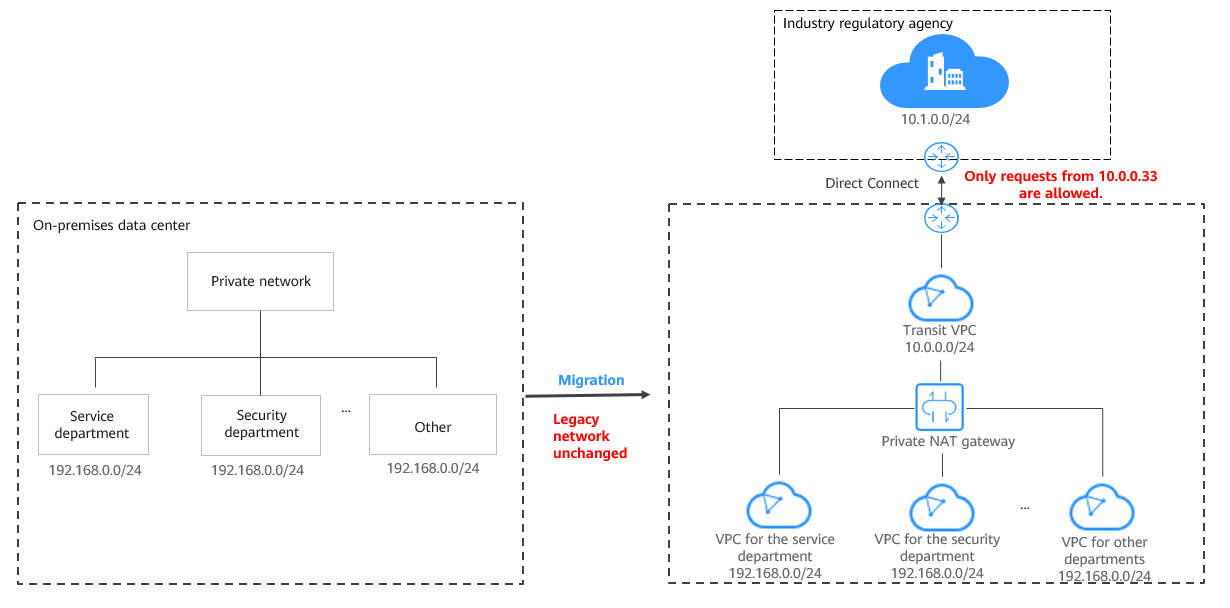 Industry regulatory agency
10.1.0.0/24
Direct Connect
Only requests from 10.0.0.33
are allowed.
On-premises data center
Private network
Service
department
192.168.0.0/24
Security
department
192.168.0.0/24
...
Other
192.168.0.0/24
Migration
Legacy
network
unchanged
Transit VPC
10.0.0.0/24
Private NAT gateway
VPC for the service
department
192.168.0.0/24
VPC for the security
department
192.168.0.0/24
...
VPC for other
departments
192.168.0.0/24